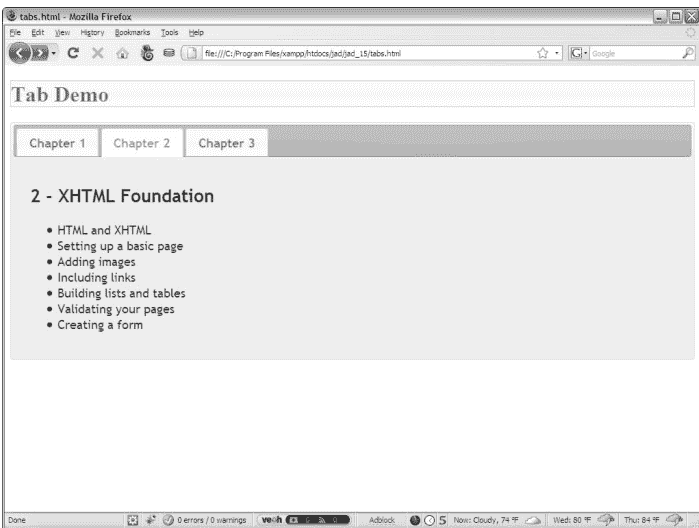 tabs.html - Mozilla Firefox
File Edit View History Bookmarks Tools Help
file:///C:/Program Files/xampp/htdocs/jad/jad_15/tabs.html
G Google
Tab Demo
Chapter 1 Chapter 2 Chapter 3
2 - XHTML Foundation
• HTML and XHTML
• Setting up a basic page
• Adding images
• Including links
• Building lists and tables
• Validating your pages
• Creating a form
Done 0 errors / 0 warnings veoh Adblock 5 Now: Cloudy, 74 °F Wed: 80 °F Thu: 84 °F